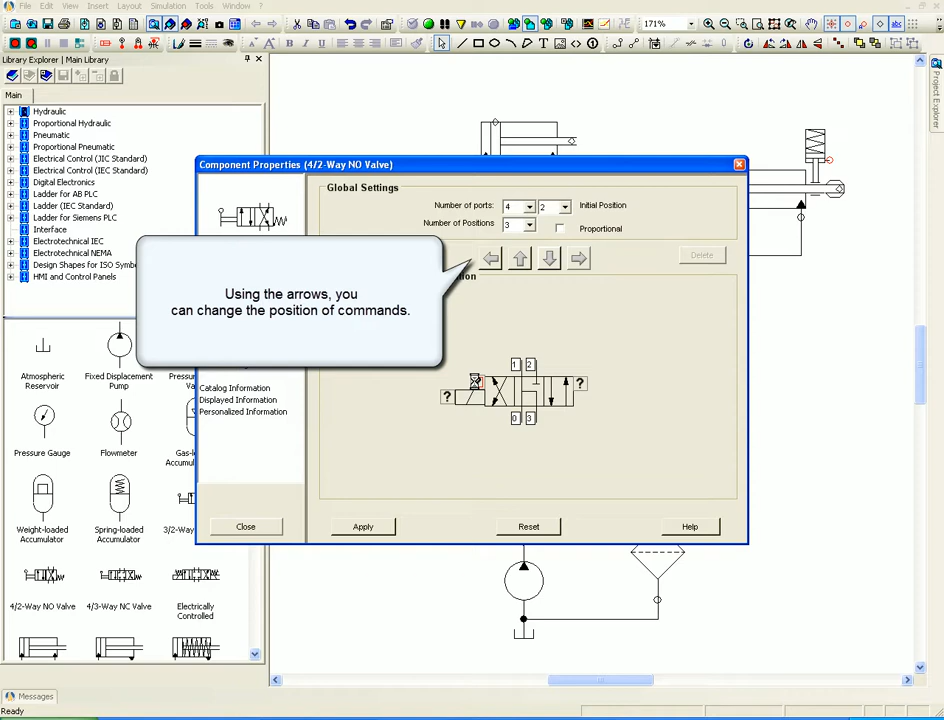 File Edit View Insert Layout Simulation Tools Window
171%
Library Explorer | Main Library
Main
Hydraulic
Proportional Hydraulic
Pneumatic
Proportional Pneumatic
Electrical Control (JIC Standard)
Electrical Control (IEC Standard)
Digital Electronics
Ladder for AB PLC
Ladder (IEC Standard)
Ladder for Siemens PLC
Interface
Electrotechnical IEC
Electrotechnical NEMA
Design Shapes for ISO Symbo
HMI and Control Panels
Component Properties (4/2-Way NO Valve)
Global Settings
Number of ports: 4 2 Initial Position
Number of Positions 3 Proportional
Delete
Using the arrows, you
can change the position of commands.
1 2
? ?
0 3
Catalog Information
Displayed Information
Personalized Information
Close Apply Reset Help
Atmospheric
Reservoir
Fixed Displacement
Pump
Pressure Gauge
Flowmeter
Gas-l
Accumul
Weight-loaded
Accumulator
Spring-loaded
Accumulator
3/2-Way
4/2-Way NO Valve
4/3-Way NC Valve
Electrically
Controlled
Project Explorer
Messages
Ready